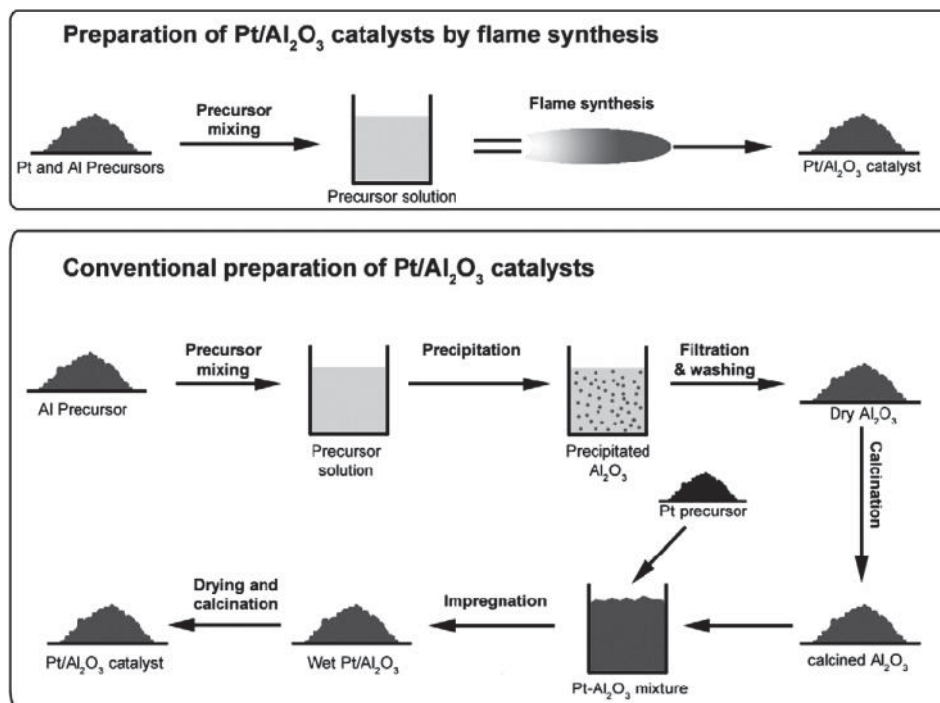 Preparation of Pt/Al₂O₃ catalysts by flame synthesis
Precursor
mixing
Flame synthesis
Pt and Al Precursors
Precursor solution
Pt/Al₂O₃ catalyst
Conventional preparation of Pt/Al₂O₃ catalysts
Precursor
mixing
Precipitation
Filtration
& washing
Al Precursor
Precursor
solution
Precipitated
Al₂O₃
Dry Al₂O₃
Calcination
Pt precursor
Drying and
calcination
Impregnation
Pt/Al₂O₃ catalyst
Wet Pt/Al₂O₃
Pt-Al₂O₃ mixture
calcined Al₂O₃